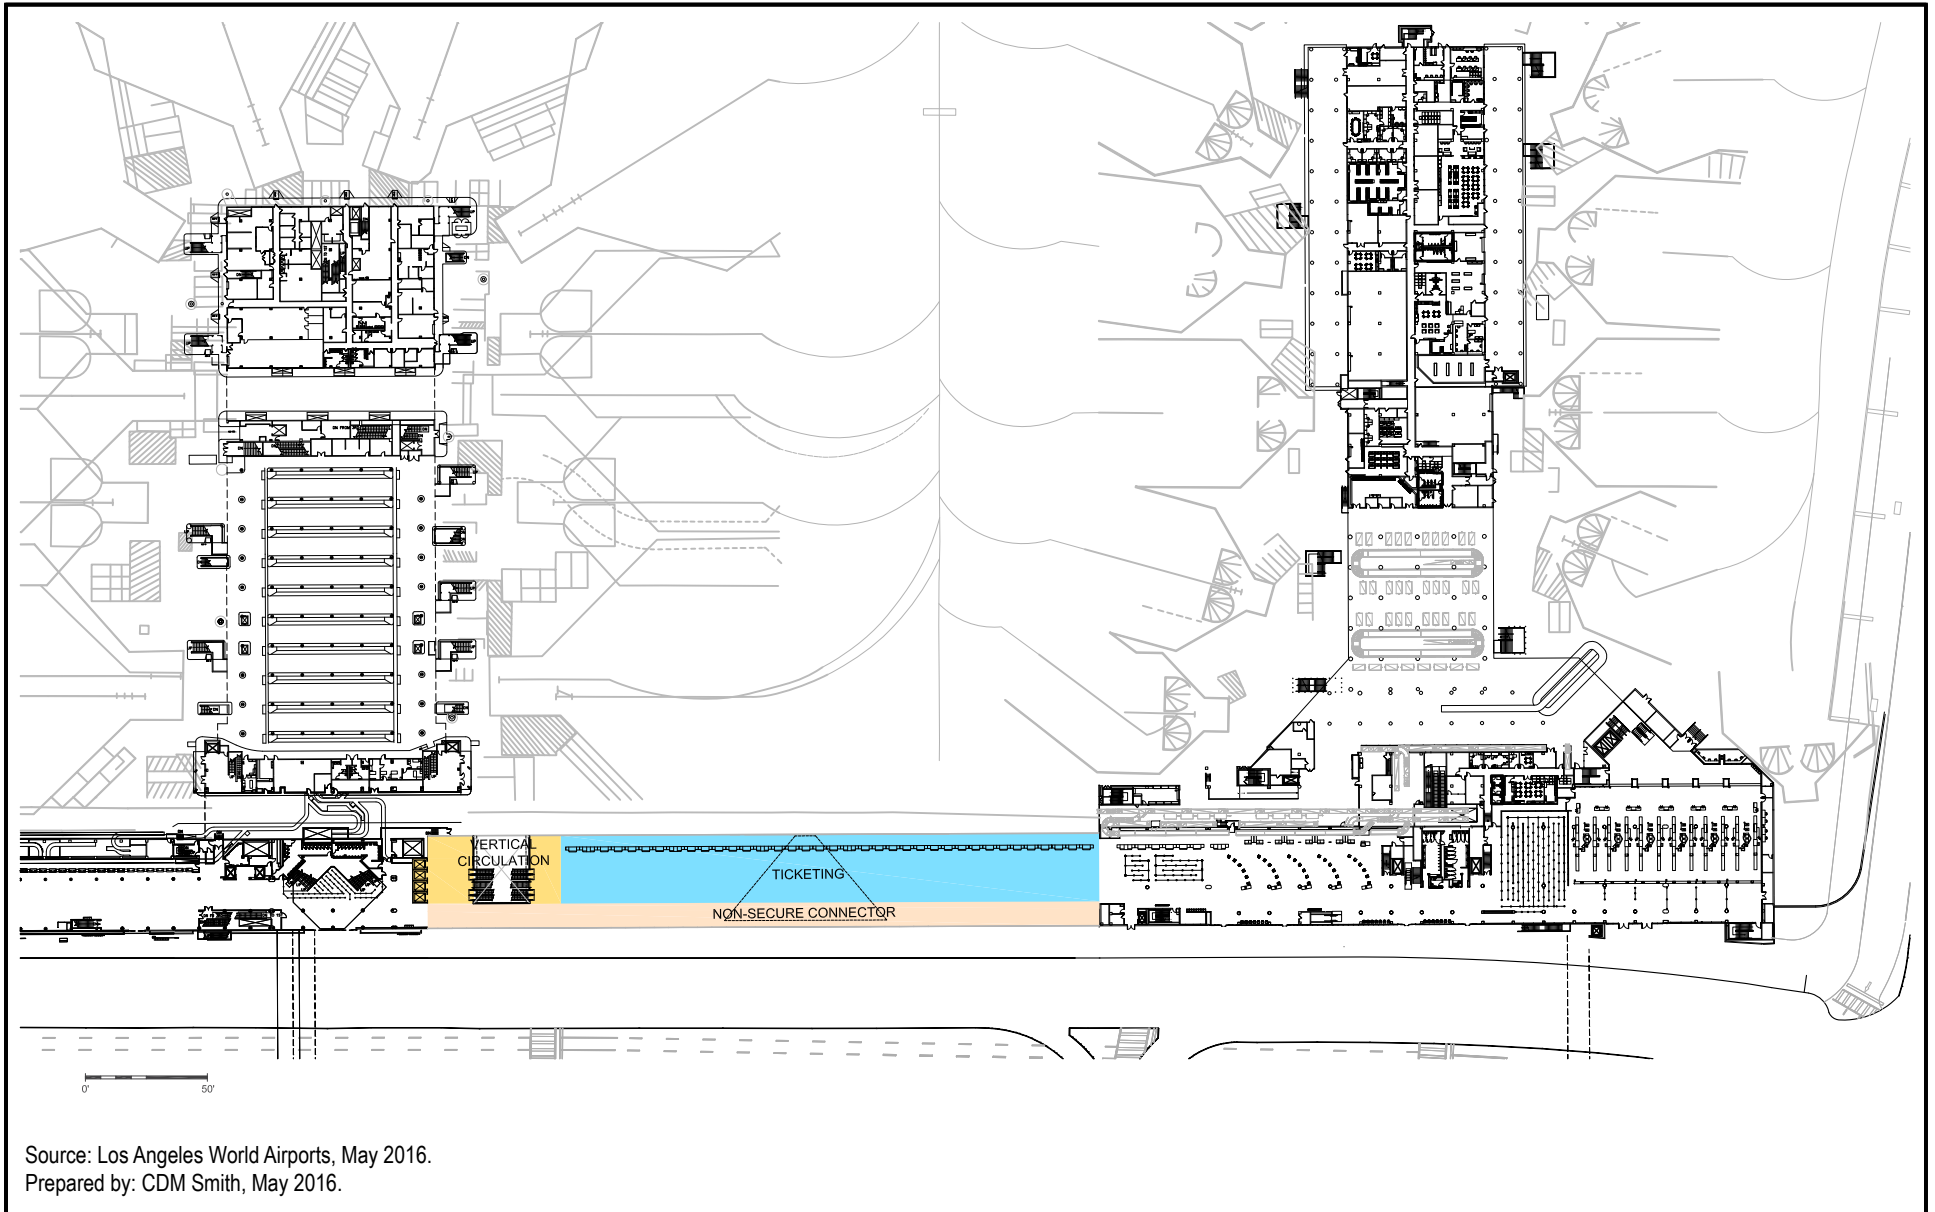 VERTICAL
CIRCULATION
TICKETING
NON-SECURE CONNECTOR
0'
50'
Source: Los Angeles World Airports, May 2016.
Prepared by: CDM Smith, May 2016.